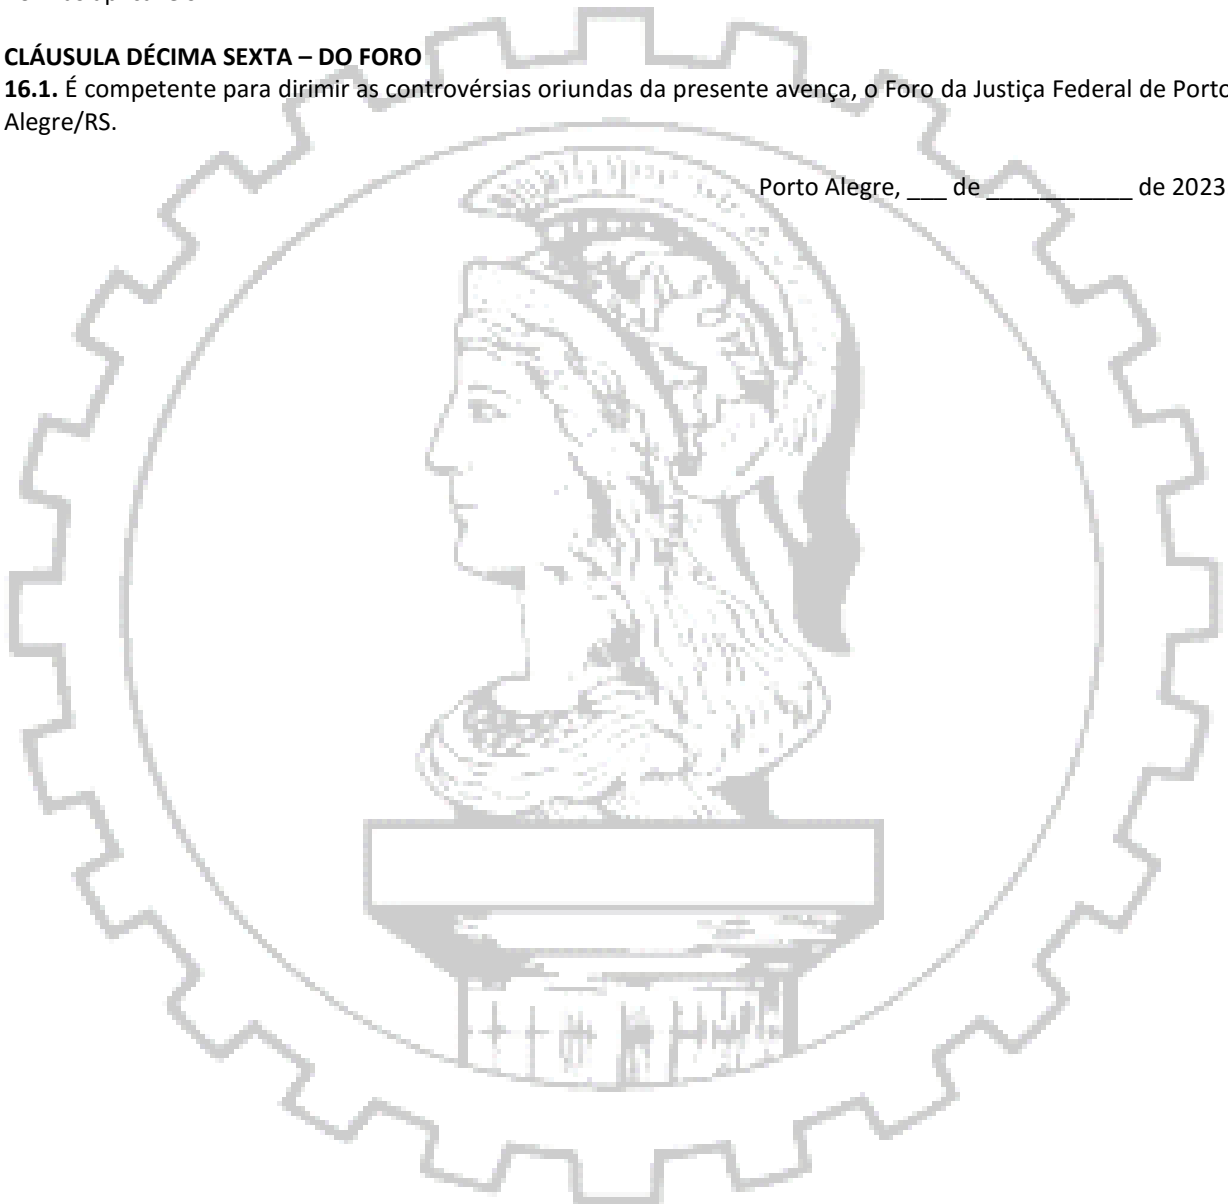 CLÁUSULA DÉCIMA SEXTA – DO FORO
16.1. É competente para dirimir as controvérsias oriundas da presente avença, o Foro da Justiça Federal de Porto
Alegre/RS.
Porto Alegre, ___ de ___________ de 2023